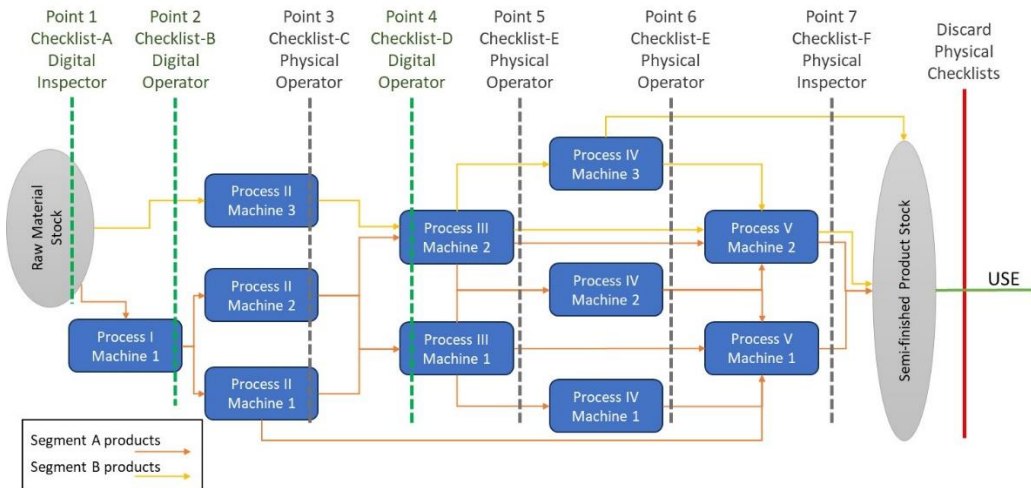 Point 1
Checklist-A
Digital
Inspector
Point 2
Checklist-B
Digital
Operator
Point 3
Checklist-C
Physical
Operator
Point 4
Checklist-D
Digital
Operator
Point 5
Checklist-E
Physical
Operator
Point 6
Checklist-E
Physical
Operator
Point 7
Checklist-F
Physical
Inspector
Discard
Physical
Checklists
Raw Material
Stock
Process I
Machine 1
Process II
Machine 3
Process II
Machine 2
Process II
Machine 1
Process III
Machine 2
Process III
Machine 1
Process IV
Machine 3
Process IV
Machine 2
Process IV
Machine 1
Process V
Machine 2
Process V
Machine 1
Semi-finished Product Stock
USE
Segment A products
Segment B products